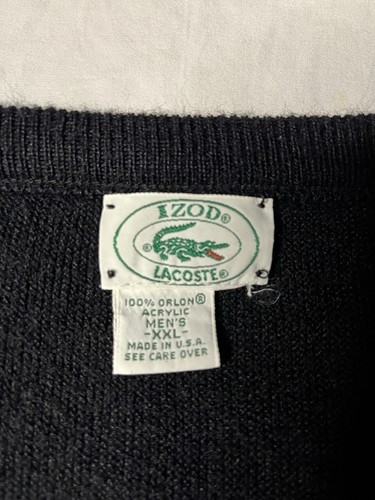 IZOD®
®
LACOSTE®
100% ORLON®
ACRYLIC
MEN'S
-XXL-
MADE IN U.S.A.
SEE CARE OVER